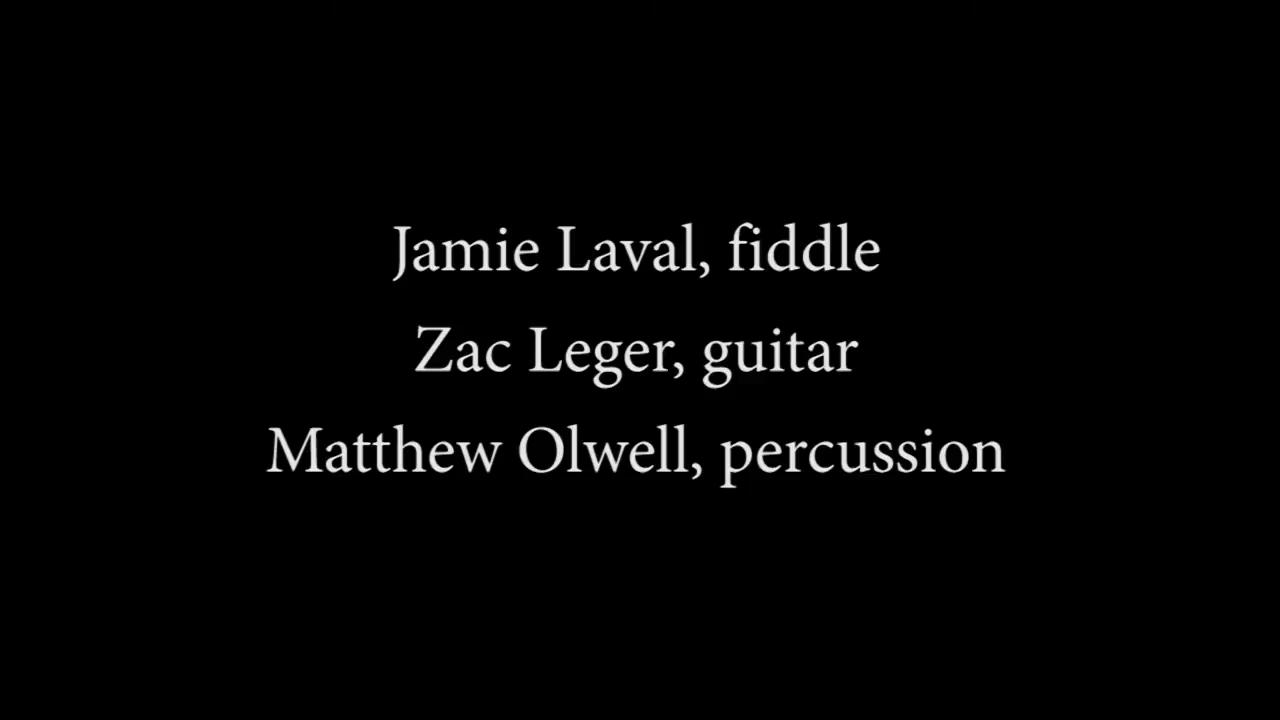 Jamie Laval, fiddle
Zac Leger, guitar
Matthew Olwell, percussion